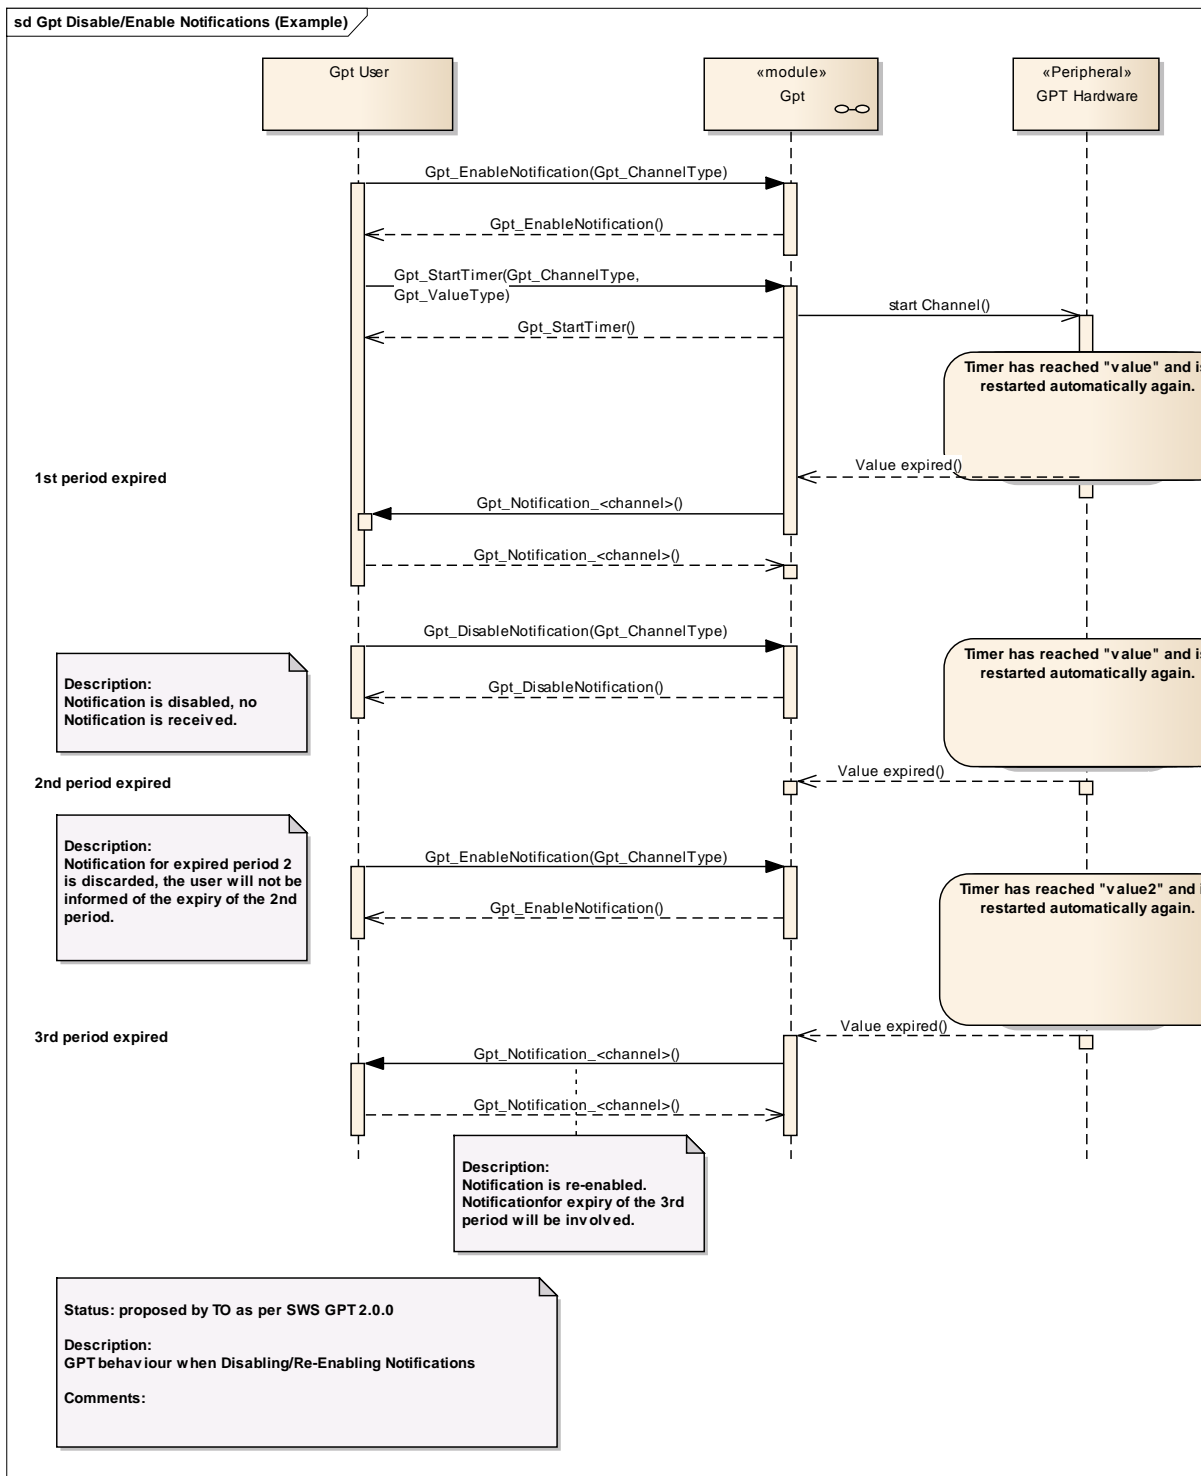 sd Gpt Disable/Enable Notifications (Example)
Gpt User
«module»
Gpt
«Peripheral»
GPT Hardware
Gpt_EnableNotification(Gpt_ChannelType)
Gpt_EnableNotification()
Gpt_StartTimer(Gpt_ChannelType,
Gpt_ValueType)
start Channel()
Gpt_StartTimer()
Timer has reached "value" and is
restarted automatically again.
Value expired()
1st period expired
Gpt_Notification_<channel>()
Gpt_Notification_<channel>()
Gpt_DisableNotification(Gpt_ChannelType)
Timer has reached "value" and is
restarted automatically again.
Description:
Notification is disabled, no
Notification is received.
Gpt_DisableNotification()
Value expired()
2nd period expired
Description:
Notification for expired period 2
is discarded, the user will not be
informed of the expiry of the 2nd
period.
Gpt_EnableNotification(Gpt_ChannelType)
Gpt_EnableNotification()
Timer has reached "value2" and i
restarted automatically again.
Value expired()
3rd period expired
Gpt_Notification_<channel>()
Gpt_Notification_<channel>()
Description:
Notification is re-enabled.
Notificationfor expiry of the 3rd
period will be involved.
Status: proposed by TO as per SWS GPT 2.0.0
Description:
GPT behaviour when Disabling/Re-Enabling Notifications
Comments: